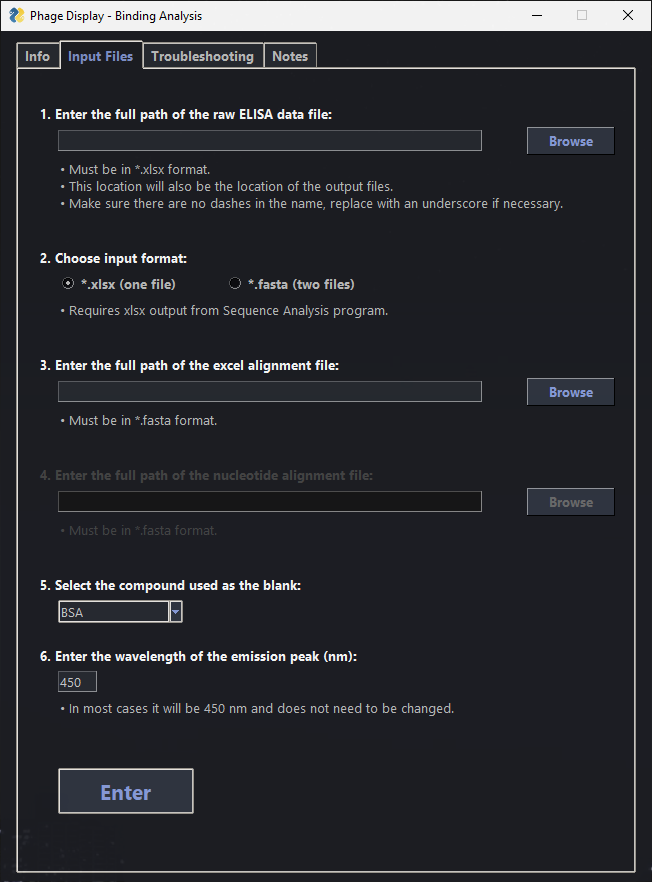 Phage Display - Binding Analysis
Info Input Files Troubleshooting Notes
1. Enter the full path of the raw ELISA data file:
Browse
• Must be in *.xlsx format.
• This location will also be the location of the output files.
• Make sure there are no dashes in the name, replace with an underscore if necessary.
2. Choose input format:
*.xlsx (one file) *.fasta (two files)
• Requires xlsx output from Sequence Analysis program.
3. Enter the full path of the excel alignment file:
Browse
• Must be in *.fasta format.
4. Enter the full path of the nucleotide alignment file:
Browse
• Must be in *.fasta format.
5. Select the compound used as the blank:
BSA
6. Enter the wavelength of the emission peak (nm):
450
• In most cases it will be 450 nm and does not need to be changed.
Enter